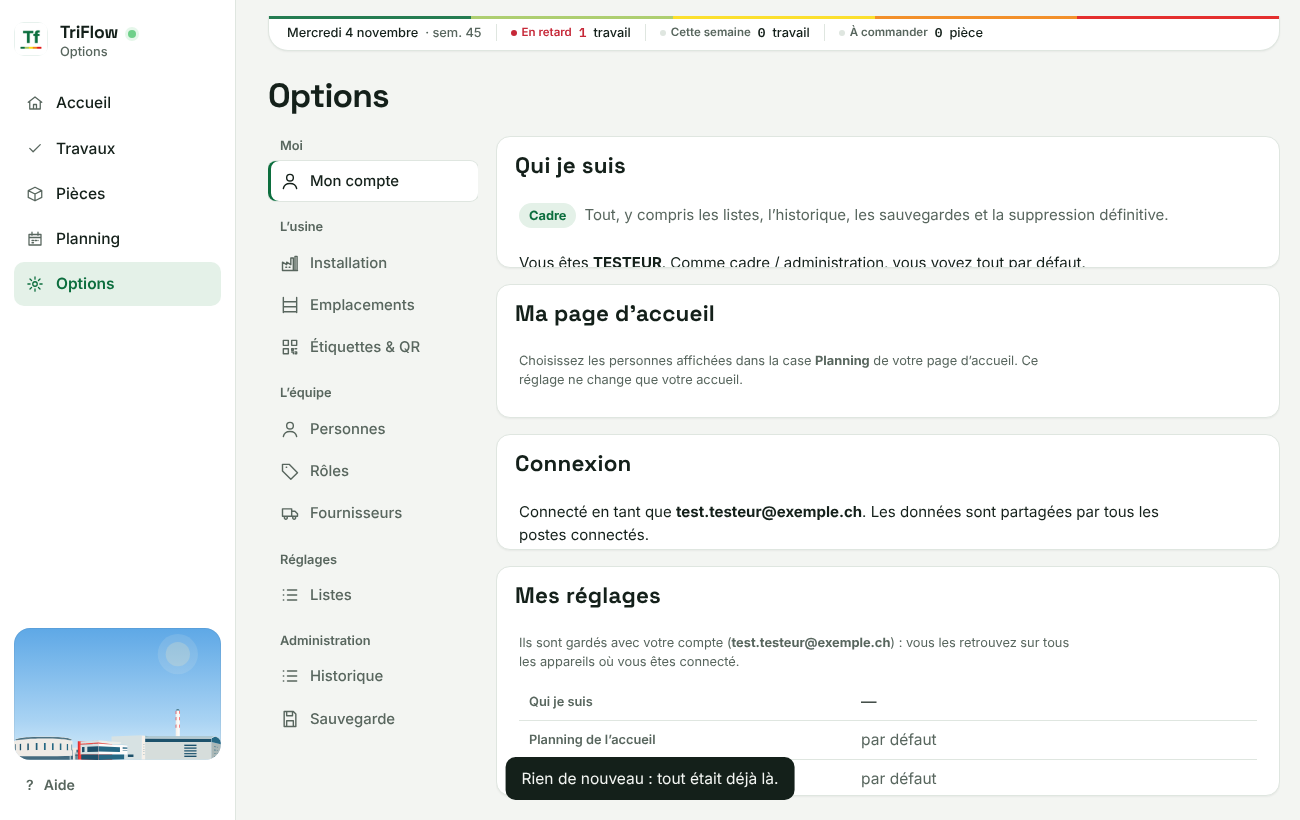 Tf
TriFlow
Options
Accueil
Travaux
Pièces
Planning
Options
? Aide
Mercredi 4 novembre · sem. 45
En retard 1 travail
Cette semaine 0 travail
À commander 0 pièce
Options
Moi
Mon compte
L’usine
Installation
Emplacements
Étiquettes & QR
L’équipe
Personnes
Rôles
Fournisseurs
Réglages
Listes
Administration
Historique
Sauvegarde
Qui je suis
Cadre Tout, y compris les listes, l’historique, les sauvegardes et la suppression définitive.
Vous êtes TESTEUR. Comme cadre / administration, vous voyez tout par défaut.
Ma page d’accueil
Choisissez les personnes affichées dans la case Planning de votre page d’accueil. Ce
réglage ne change que votre accueil.
Connexion
Connecté en tant que test.testeur@exemple.ch. Les données sont partagées par tous les
postes connectés.
Mes réglages
Ils sont gardés avec votre compte (test.testeur@exemple.ch) : vous les retrouvez sur tous
les appareils où vous êtes connecté.
Qui je suis —
Planning de l’accueil par défaut
par défaut
Rien de nouveau : tout était déjà là.